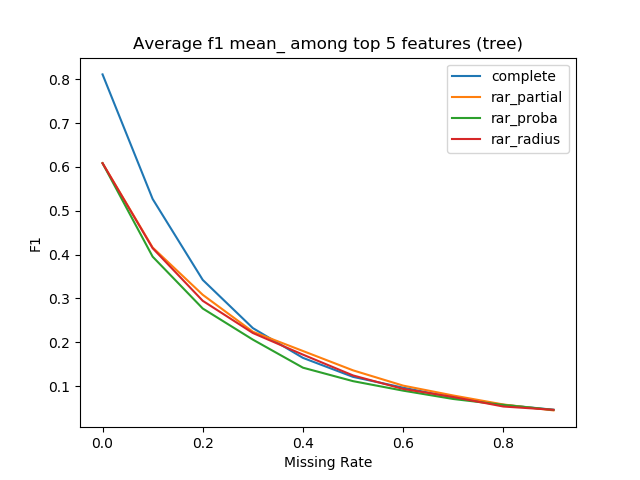 Average f1 mean_ among top 5 features (tree)
complete
rar_partial
rar_proba
rar_radius
F1
0.8
0.7
0.6
0.5
0.4
0.3
0.2
0.1
0.0 0.2 0.4 0.6 0.8
Missing Rate